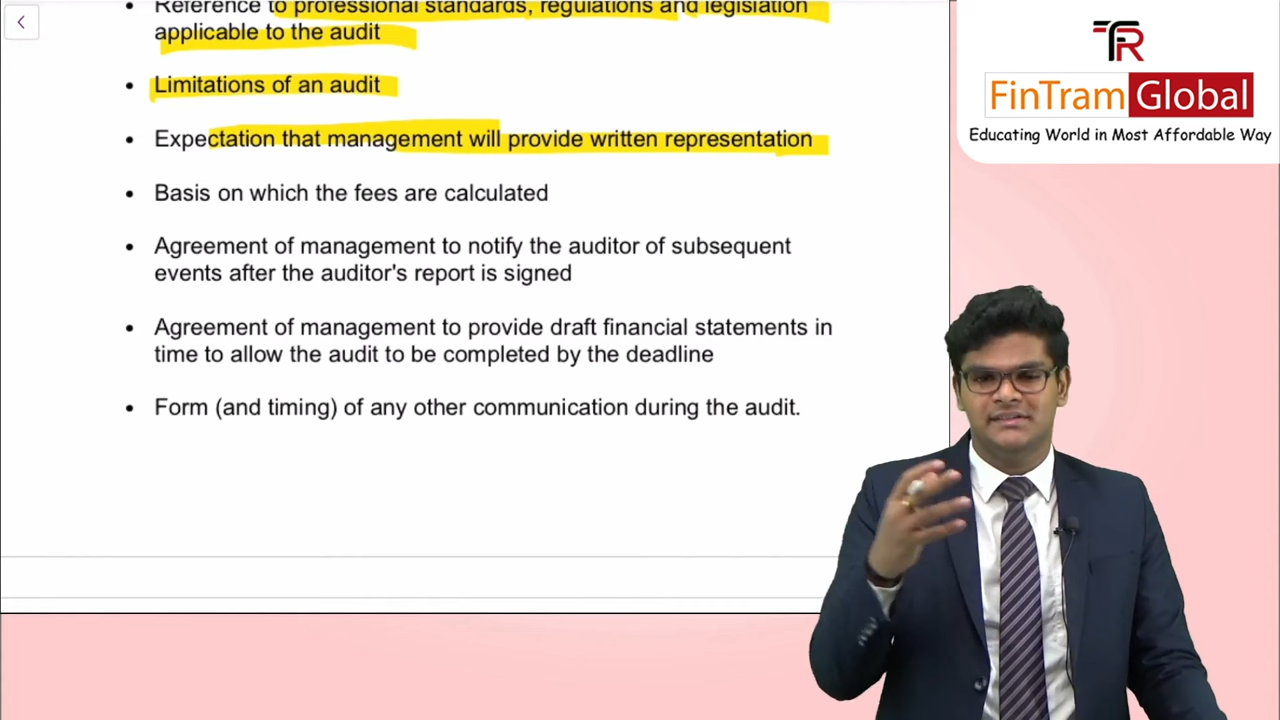 Reference to professional standards, regulations and legislation
applicable to the audit
• Limitations of an audit
• Expectation that management will provide written representation
• Basis on which the fees are calculated
• Agreement of management to notify the auditor of subsequent
events after the auditor's report is signed
• Agreement of management to provide draft financial statements in
time to allow the audit to be completed by the deadline
• Form (and timing) of any other communication during the audit.
TR
FinTram Global
Educating World in Most Affordable Way